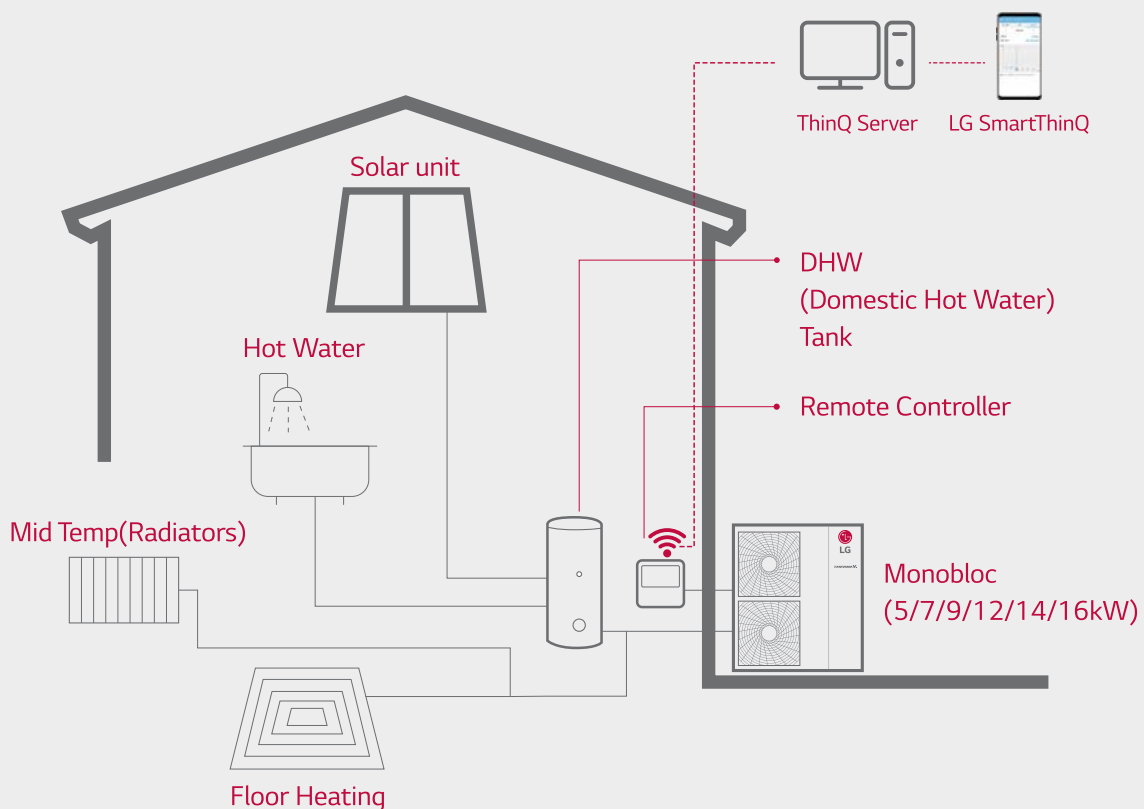 ThinQ Server
LG SmartThinQ
Solar unit
DHW
(Domestic Hot Water)
Tank
Hot Water
Remote Controller
Mid Temp(Radiators)
LG
Monobloc
(5/7/9/12/14/16kW)
Floor Heating